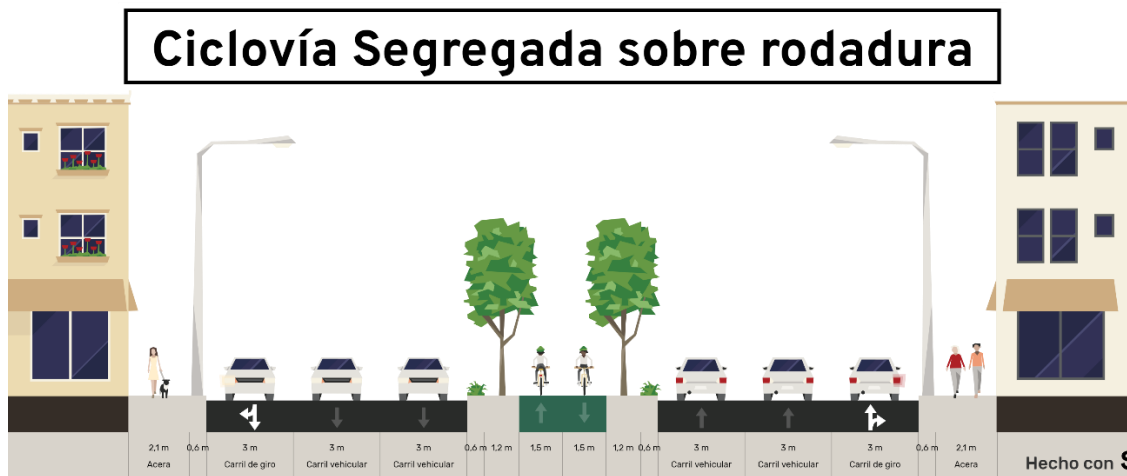 Ciclovía Segregada sobre rodadura
2,1 m
Acera
0,6 m
3 m
Carril de giro
3 m
Carril vehicular
3 m
Carril vehicular
0,6 m
1,2 m
1,5 m
1,5 m
1,2 m
0,6 m
3 m
Carril vehicular
3 m
Carril vehicular
3 m
Carril de giro
0,6 m
2,1 m
Acera
Hecho con S